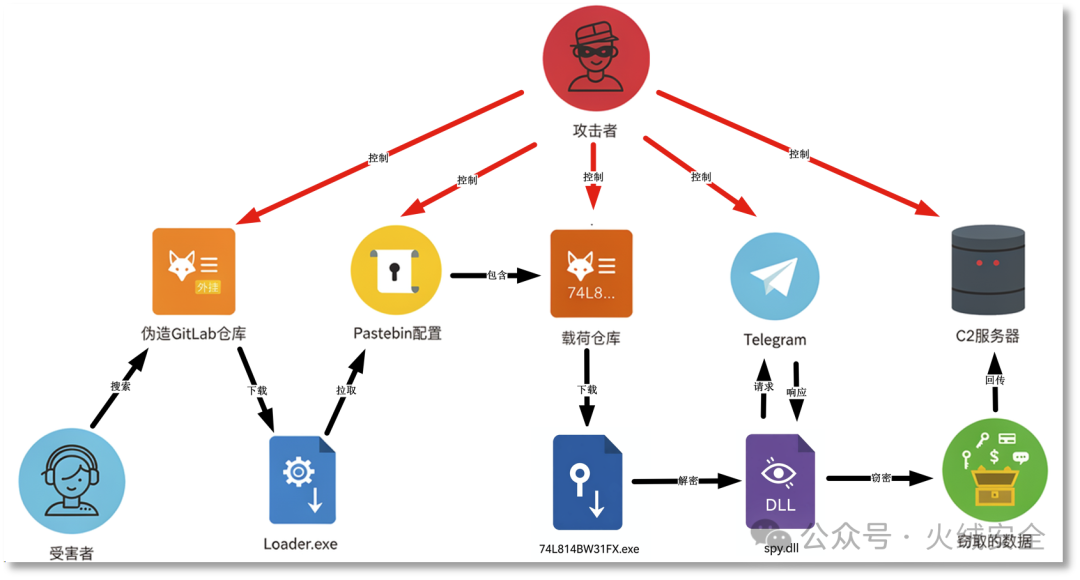 攻击者
控制
控制
控制
控制
控制
外挂
74L8...
伪造GitLab仓库
Pastebin配置
包含
载荷仓库
Telegram
C2服务器
搜索
下载
拉取
下载
请求
响应
回传
$
解密
DLL
窃密
受害者
Loader.exe
74L814BW31FX.exe
spy.dll
窃取的数据
公众号 · 火绒安全